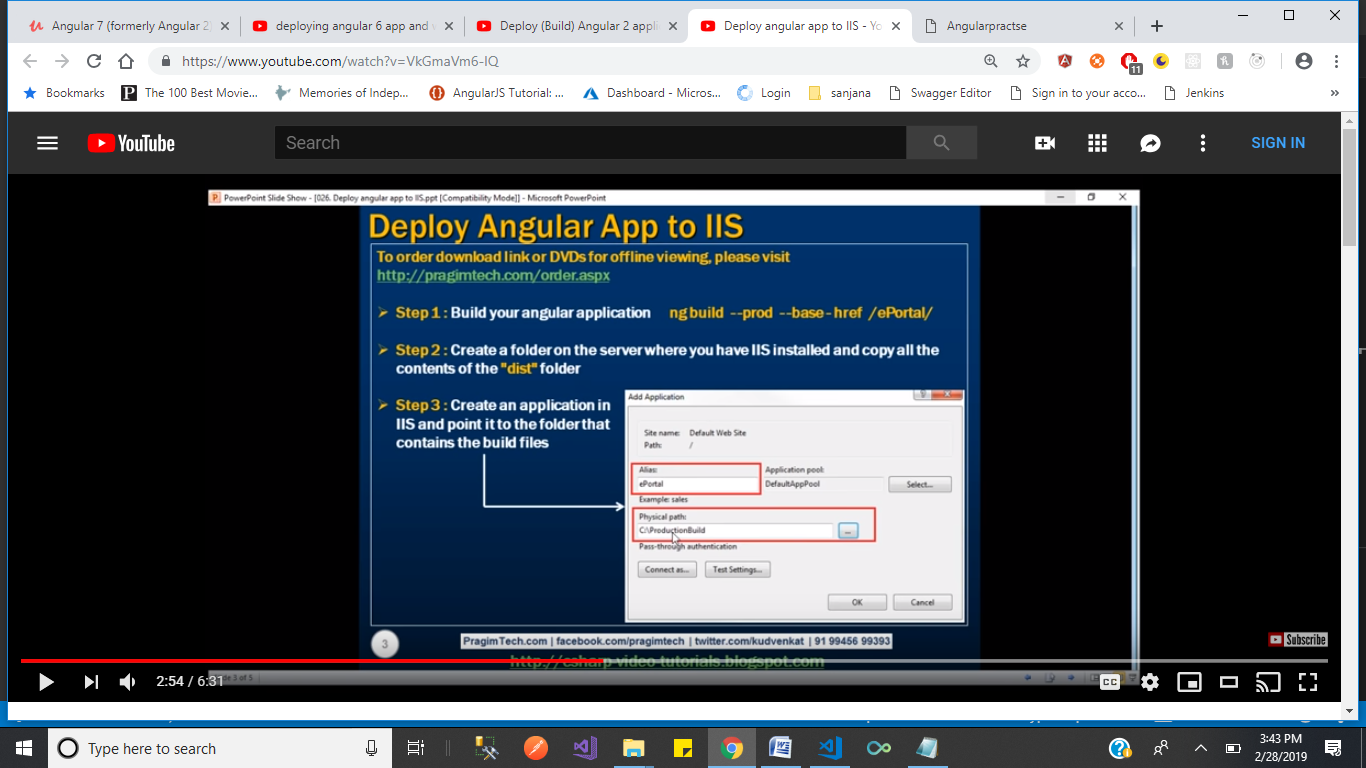 Angular 7 (formerly Angular 2)
deploying angular 6 app and
Deploy (Build) Angular 2 appli
Deploy angular app to IIS - Yo
Angularpractse
https://www.youtube.com/watch?v=VkGmaVm6-IQ
11
Bookmarks
The 100 Best Movie...
Memories of Indep...
AngularJS Tutorial: ...
Dashboard - Micros...
Login
sanjana
Swagger Editor
Sign in to your acco...
Jenkins
»
YouTube
Search
SIGN IN
PowerPoint Slide Show - [026. Deploy angular app to IIS.ppt [Compatibility Mode]] - Microsoft PowerPoint
Deploy Angular App to IIS
To order download link or DVDs for offline viewing, please visit
http://pragimtech.com/order.aspx
Step 1 : Build your angular application ng build --prod --base-href /ePortal/
Step 2 : Create a folder on the server where you have IIS installed and copy all the
contents of the "dist" folder
Step 3 : Create an application in
IIS and point it to the folder that
contains the build files
Add Application
Site name: Default Web Site
Path: /
Alias:
Application pool:
ePortal
DefaultAppPool
Select...
Example: sales
Physical path:
C:\ProductionBuild
...
Pass-through authentication
Connect as...
Test Settings...
OK
Cancel
3
PragimTech.com | facebook.com/pragimtech | twitter.com/kudvenkat | 91 99456 99393
Subscribe
http://csharp-video-tutorials.blogspot.com
2:54 / 6:31
CC
Type here to search
3:43 PM
2/28/2019